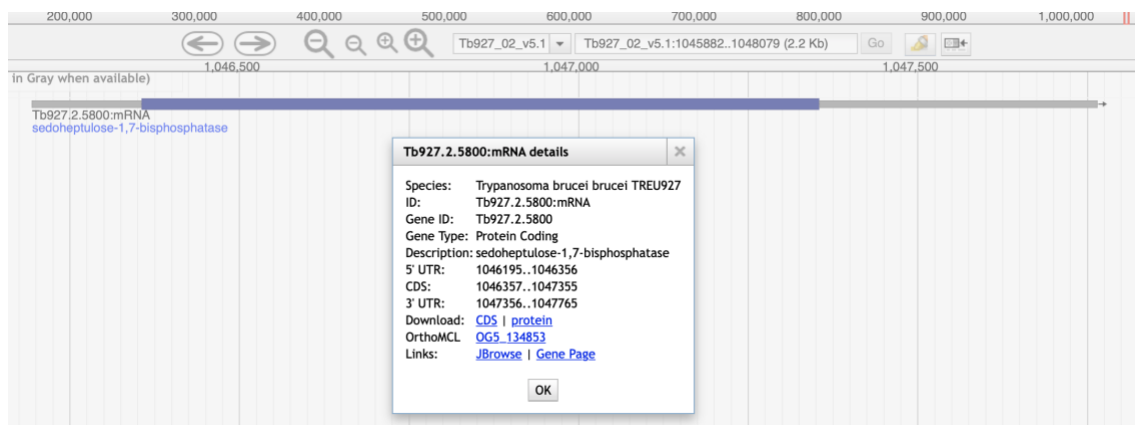 200,000 300,000 400,000 500,000 600,000 700,000 800,000 900,000 1,000,000
Tb927_02_v5.1 Tb927_02_v5.1:1045882..1048079 (2.2 Kb) Go
1,046,500 1,047,000 1,047,500
in Gray when available)
Tb927.2.5800:mRNA
sedoheptulose-1,7-bisphosphatase
Tb927.2.5800:mRNA details
Species: Trypanosoma brucei brucei TREU927
ID: Tb927.2.5800:mRNA
Gene ID: Tb927.2.5800
Gene Type: Protein Coding
Description: sedoheptulose-1,7-bisphosphatase
5' UTR: 1046195..1046356
CDS: 1046357..1047355
3' UTR: 1047356..1047765
Download: CDS | protein
OrthoMCL OG5_134853
Links: JBrowse | Gene Page
OK